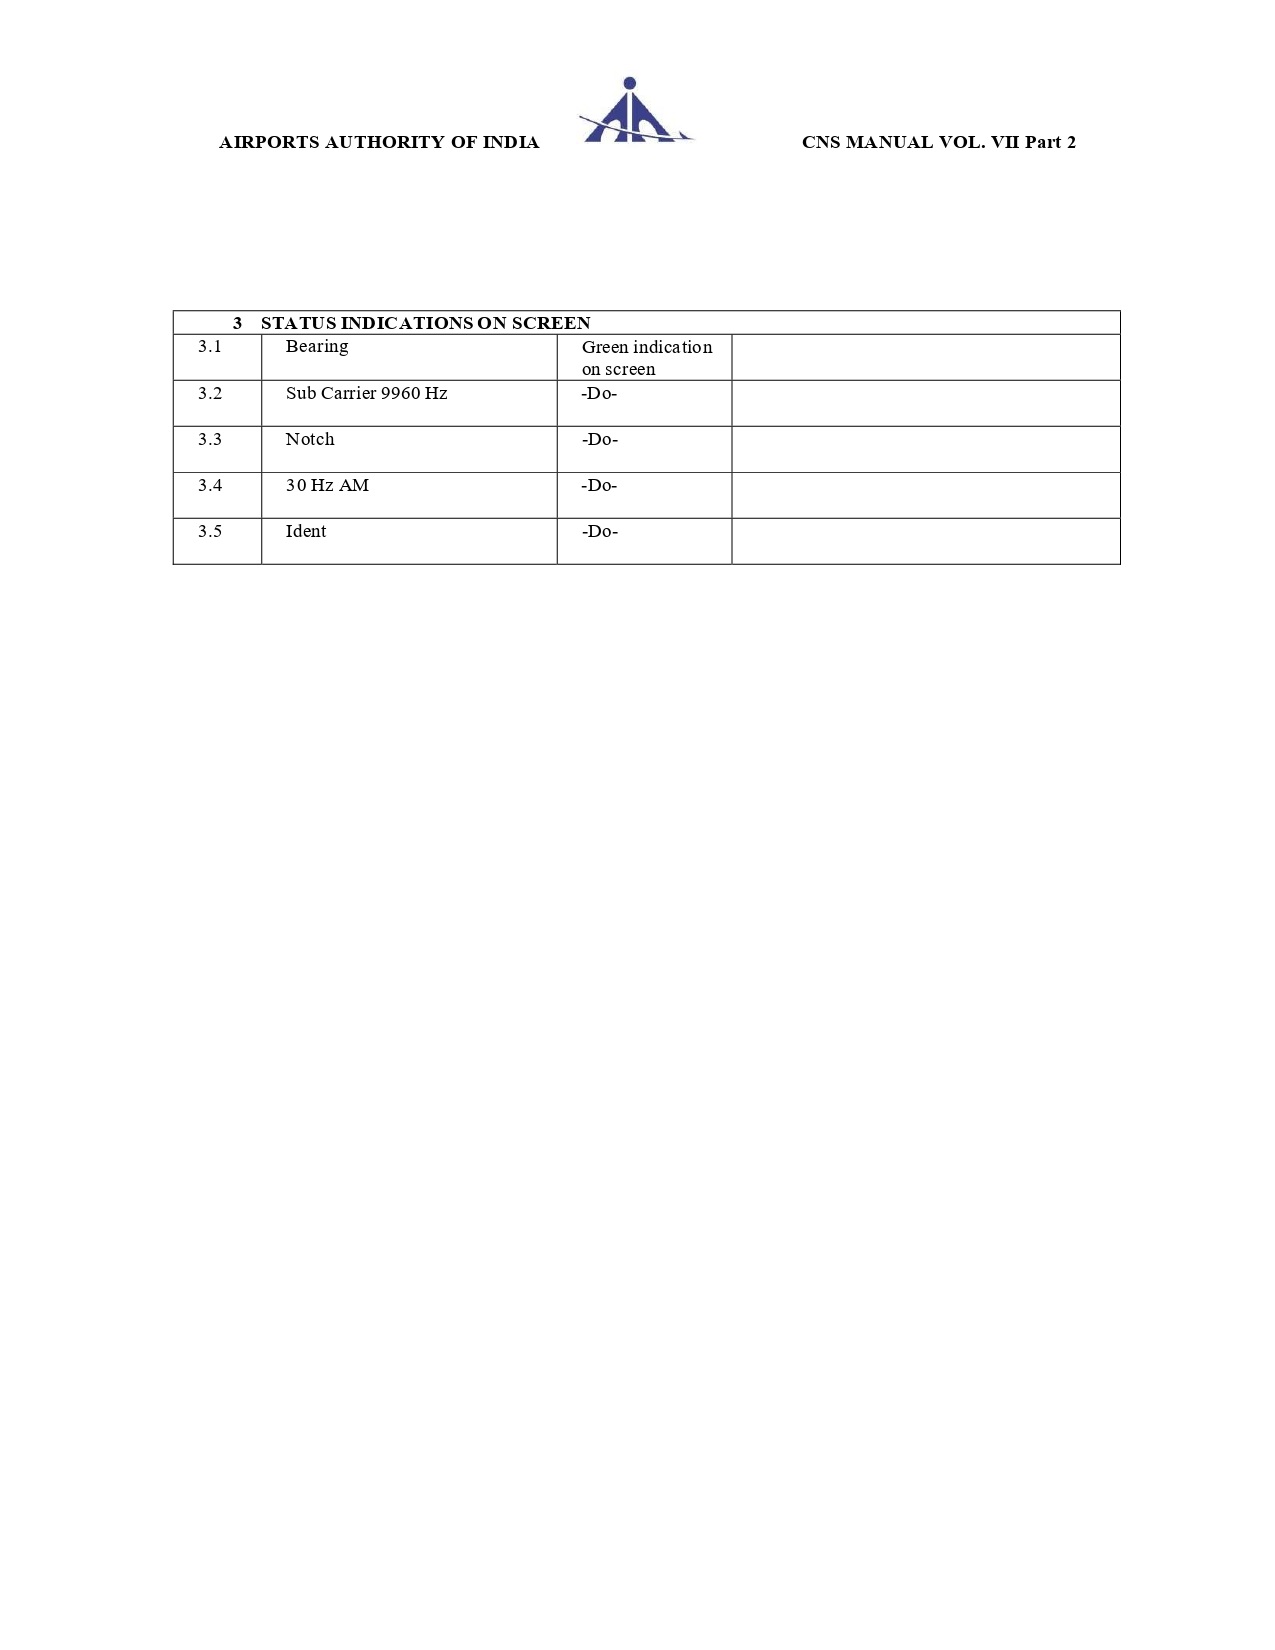 AIRPORTS AUTHORITY OF INDIA CNS MANUAL VOL. VII Part 2
3 STATUS INDICATIONS ON SCREEN
3.1 Bearing Green indication
on screen
3.2 Sub Carrier 9960 Hz -Do-
3.3 Notch -Do-
3.4 30 Hz AM -Do-
3.5 Ident -Do-